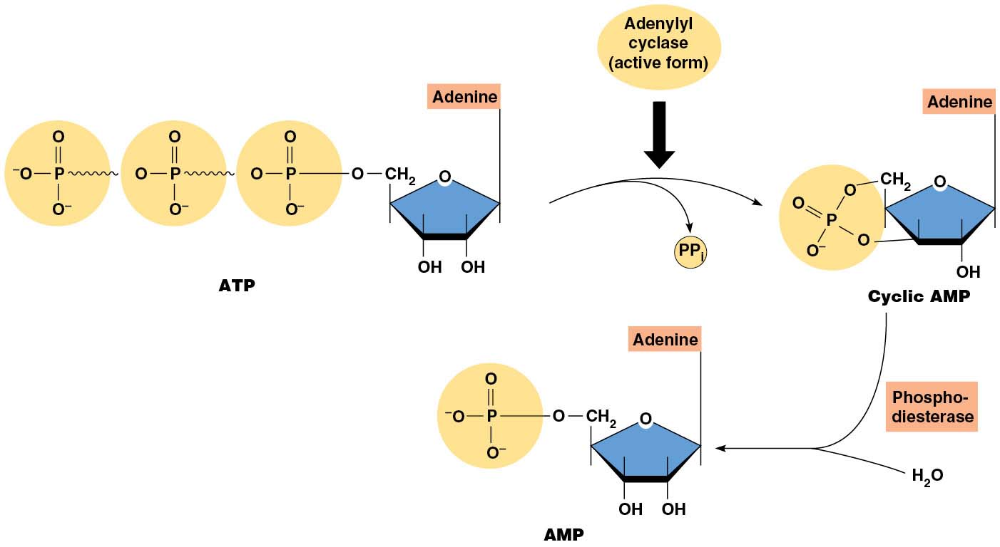 Adenylyl
cyclase
(active form)
Adenine
O
⁻O P
O⁻
O
O P
O⁻
O
O P
O⁻
O CH₂ O
OH OH
ATP
PPᵢ
Adenine
O
P
O⁻
O
O
CH₂
O
OH
Cyclic AMP
Phospho-
diesterase
H₂O
Adenine
O
⁻O P
O⁻
O CH₂ O
OH OH
AMP